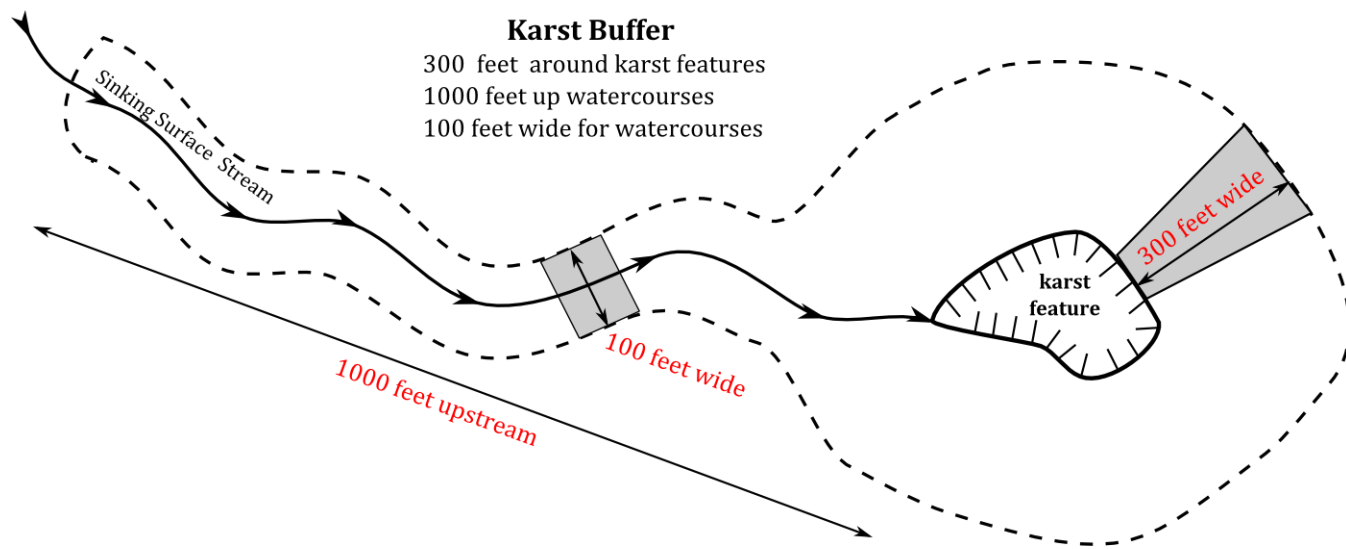 Karst Buffer
300 feet around karst features
1000 feet up watercourses
100 feet wide for watercourses
Sinking Surface Stream
300 feet wide
karst
feature
100 feet wide
1000 feet upstream